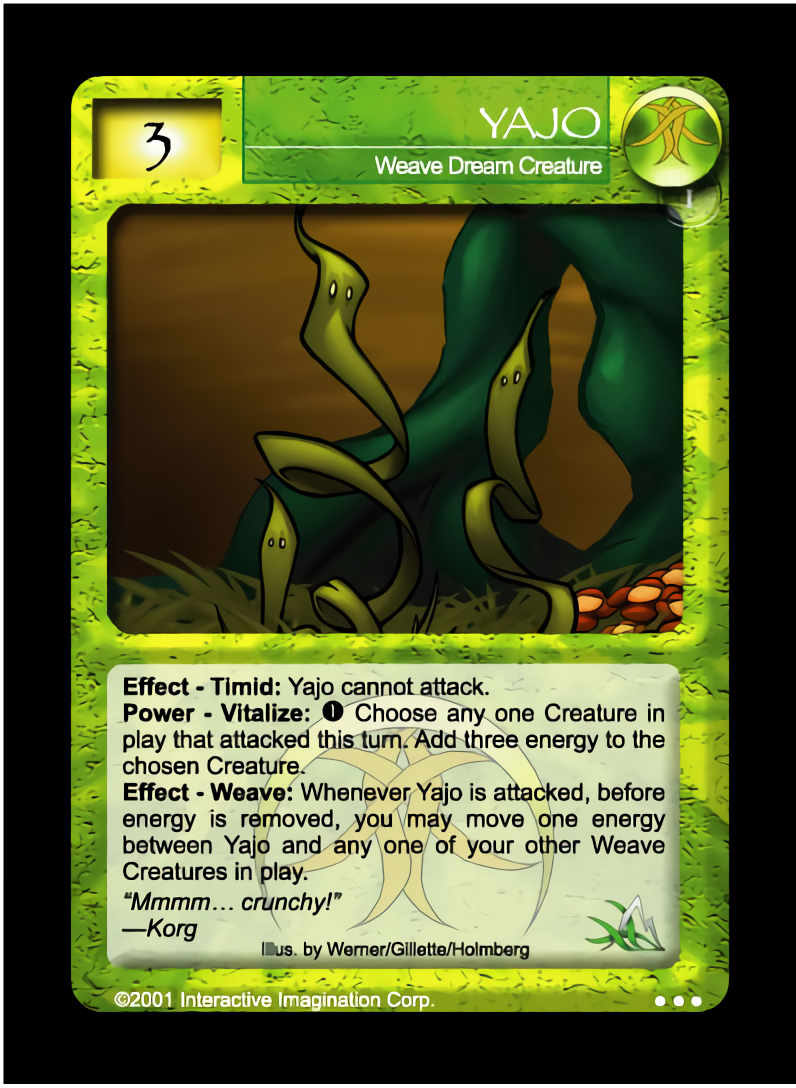 3
YAJO
Weave Dream Creature
1
Effect - Timid: Yajo cannot attack.
Power - Vitalize: ❶ Choose any one Creature in
play that attacked this turn. Add three energy to the
chosen Creature.
Effect - Weave: Whenever Yajo is attacked, before
energy is removed, you may move one energy
between Yajo and any one of your other Weave
Creatures in play.
"Mmmm... crunchy!"
—Korg
Illus. by Werner/Gillette/Holmberg
©2001 Interactive Imagination Corp.